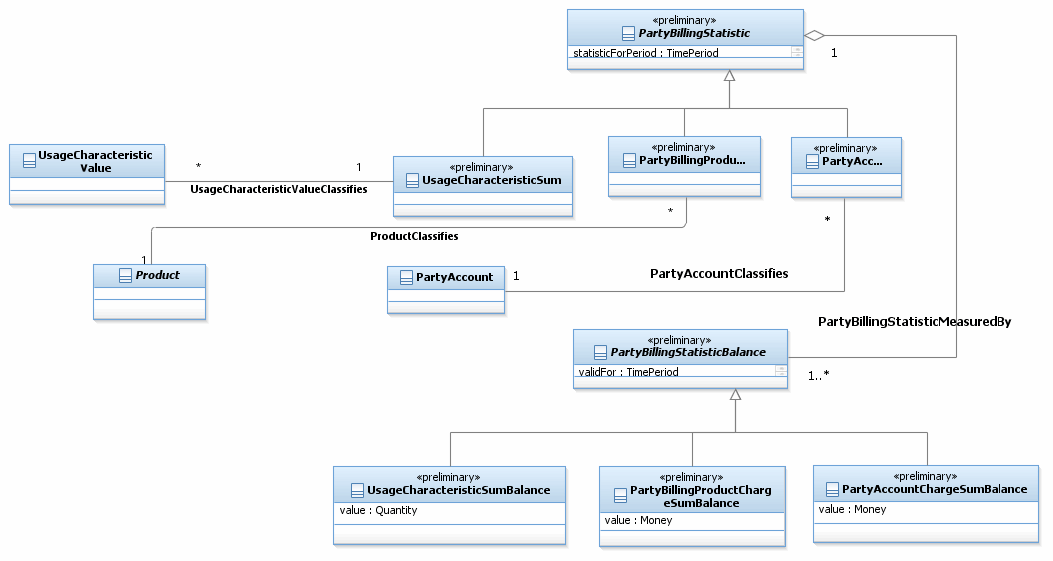 «preliminary»
PartyBillingStatistic
statisticForPeriod : TimePeriod
1
UsageCharacteristic
Value
*
1
UsageCharacteristicValueClassifies
«preliminary»
UsageCharacteristicSum
«preliminary»
PartyBillingProdu...
«preliminary»
PartyAcc...
*
*
ProductClassifies
1
Product
PartyAccount
1
PartyAccountClassifies
PartyBillingStatisticMeasuredBy
«preliminary»
PartyBillingStatisticBalance
validFor : TimePeriod
1..*
«preliminary»
UsageCharacteristicSumBalance
value : Quantity
«preliminary»
PartyBillingProductCharg
eSumBalance
value : Money
«preliminary»
PartyAccountChargeSumBalance
value : Money